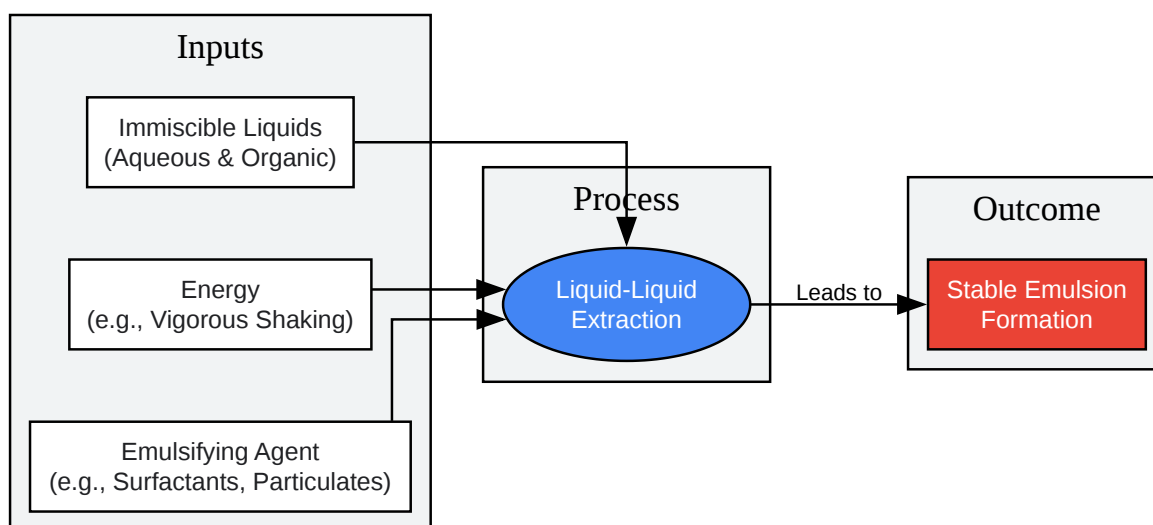 Inputs
Immiscible Liquids
(Aqueous & Organic)
Energy
(e.g., Vigorous Shaking)
Emulsifying Agent
(e.g., Surfactants, Particulates)
Process
Liquid-Liquid
Extraction
Leads to
Outcome
Stable Emulsion
Formation